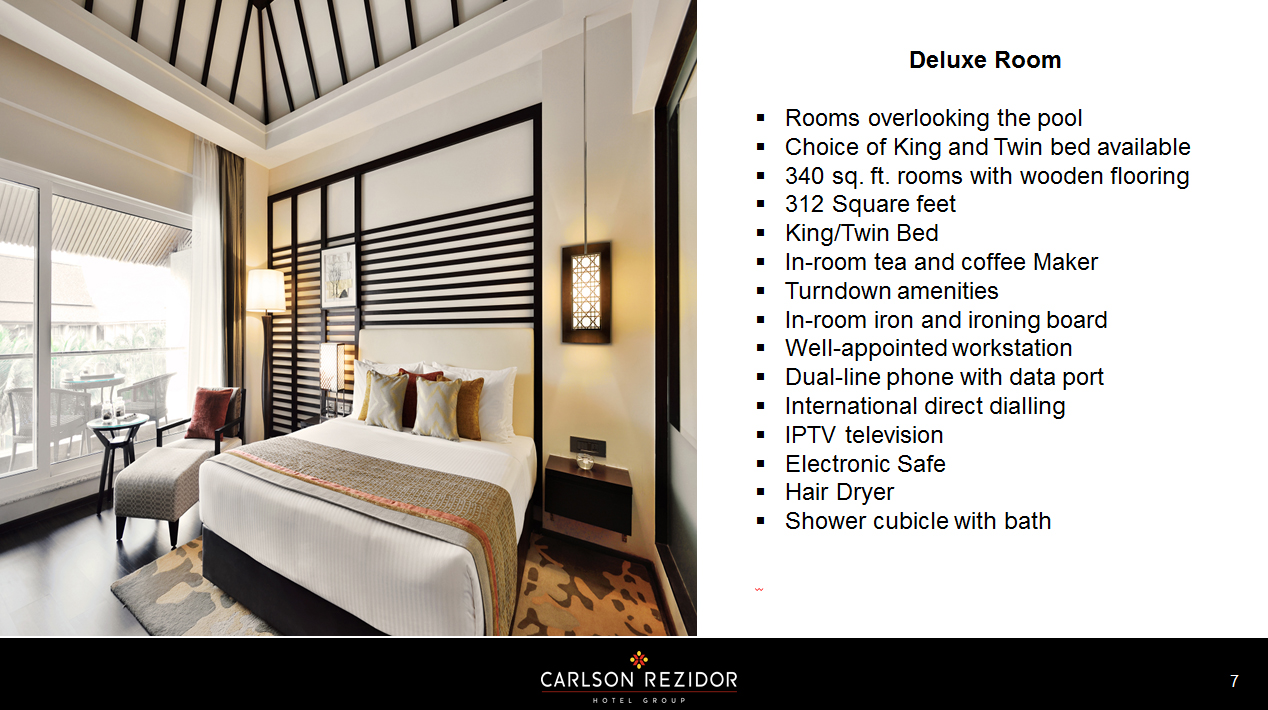 Deluxe Room
▪ Rooms overlooking the pool
▪ Choice of King and Twin bed available
▪ 340 sq. ft. rooms with wooden flooring
▪ 312 Square feet
▪ King/Twin Bed
▪ In-room tea and coffee Maker
▪ Turndown amenities
▪ In-room iron and ironing board
▪ Well-appointed workstation
▪ Dual-line phone with data port
▪ International direct dialling
▪ IPTV television
▪ Electronic Safe
▪ Hair Dryer
▪ Shower cubicle with bath
CARLSON REZIDOR
HOTEL GROUP
7